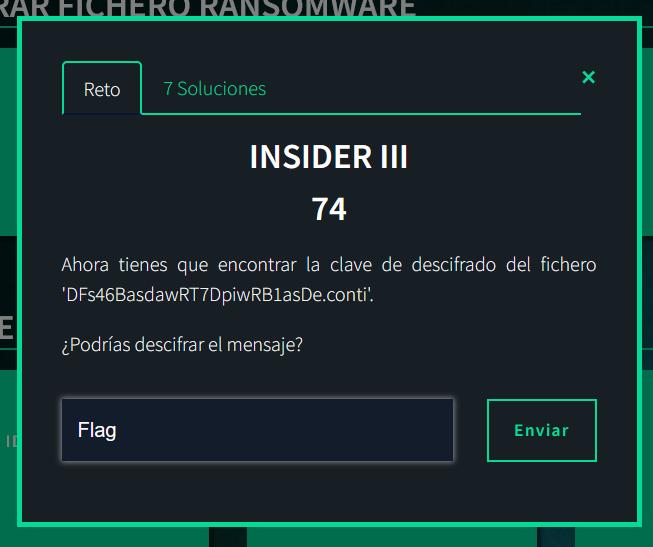 RAR FICHERO RANSOMWARE
Reto
7 Soluciones
×
INSIDER III
74
Ahora tienes que encontrar la clave de descifrado del fichero
'DFs46BasdawRT7DpiwRB1asDe.conti'.
¿Podrías descifrar el mensaje?
Flag
Enviar
E
ID